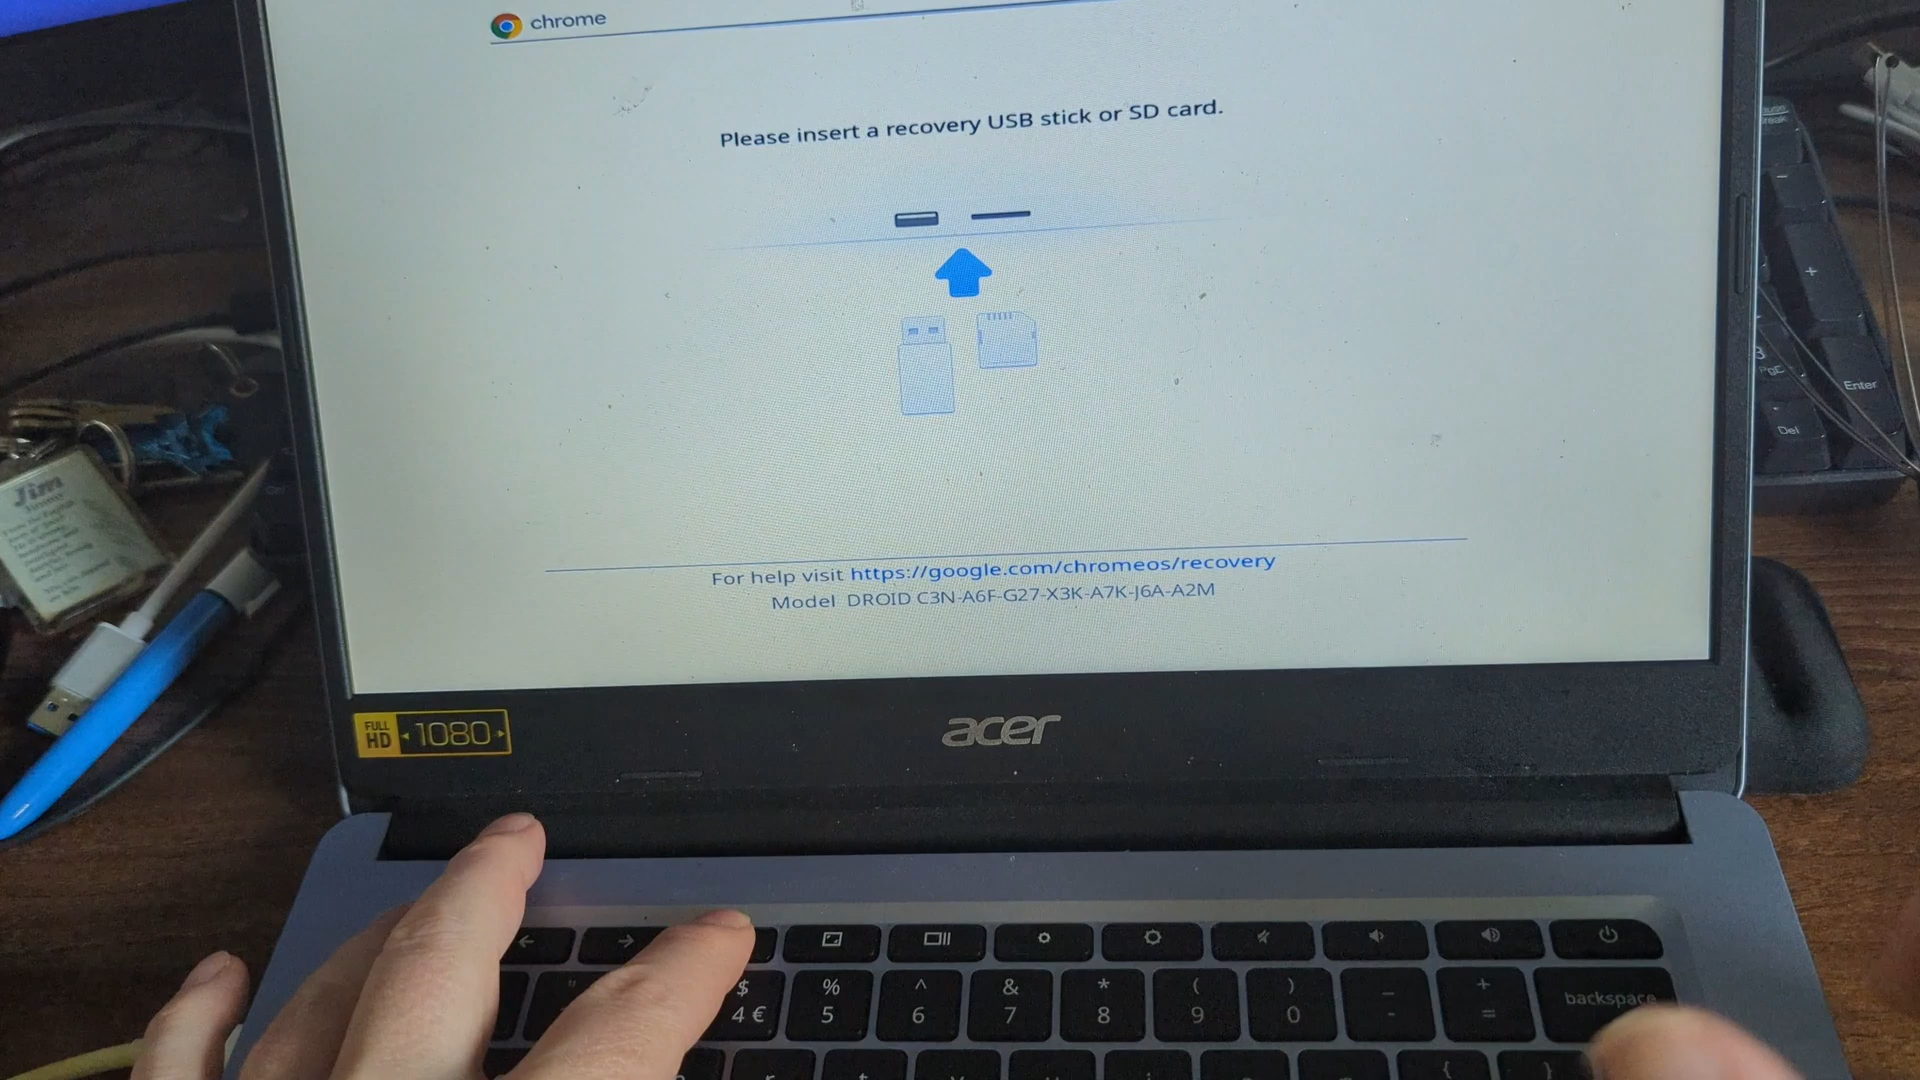 chrome
Please insert a recovery USB stick or SD card.
For help visit https://google.com/chromeos/recovery
Model DROID C3N-A6F-G27-X3K-A7K-J6A-A2M
FULL HD 1080
acer
Jim
$ % ^ & * ( ) _ +
4 € 5 6 7 8 9 0 - = backspace
{ }
+
Enter
Del